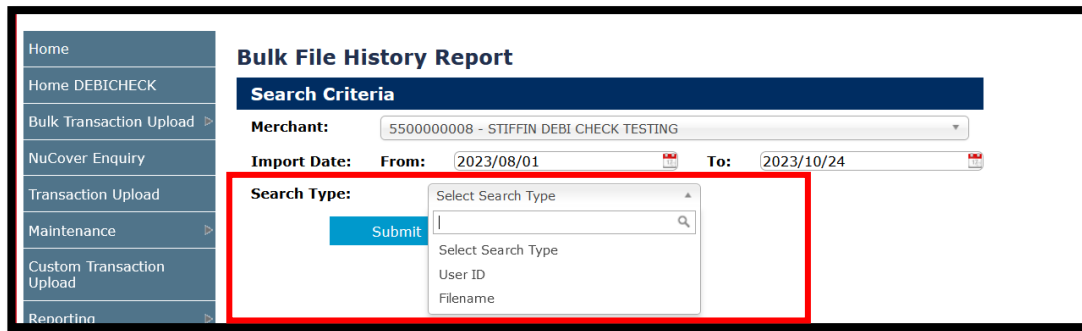 Home
Home DEBICHECK
Bulk Transaction Upload
NuCover Enquiry
Transaction Upload
Maintenance
Custom Transaction
Upload
Reporting
Bulk File History Report
Search Criteria
Merchant: 5500000008 - STIFFIN DEBI CHECK TESTING
Import Date: From: 2023/08/01 To: 2023/10/24
Search Type: Select Search Type
Submit
Select Search Type
User ID
Filename